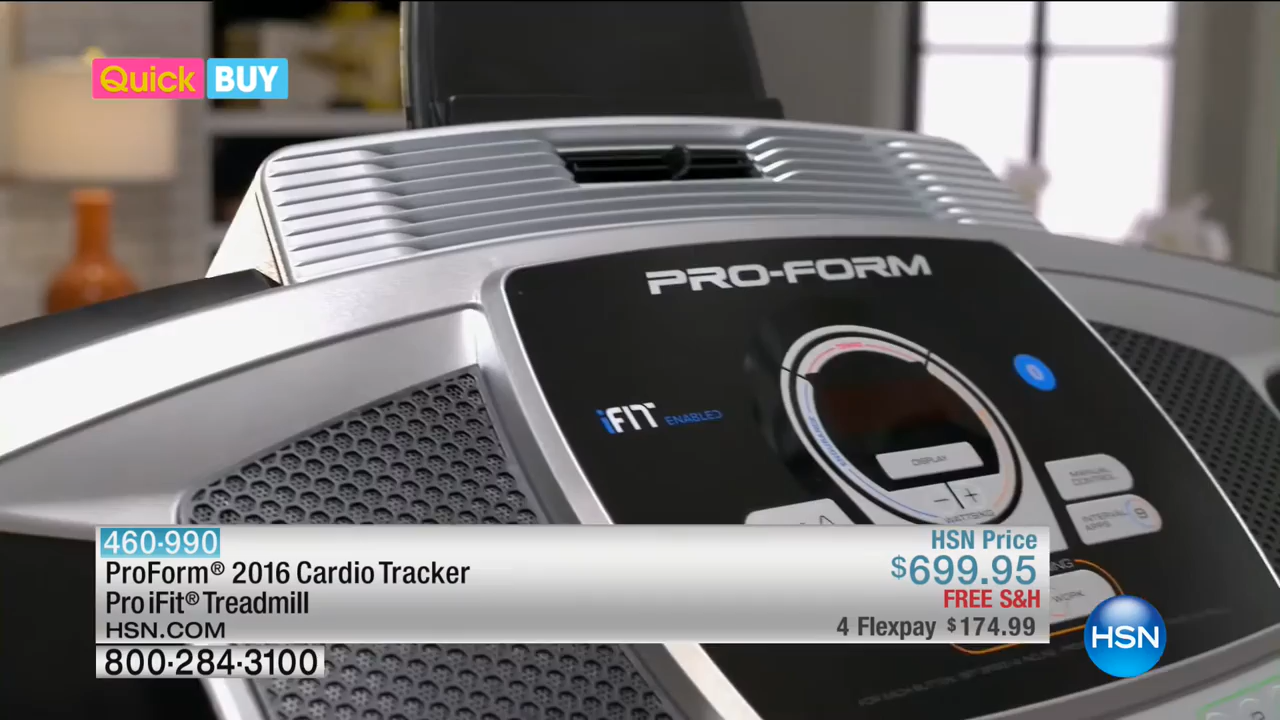 Quick BUY
PRO-FORM
iFIT ENABLED
DISPLAY
− +
MANUAL CONTROL
INTERVAL APPS 9
460-990
ProForm® 2016 Cardio Tracker
Pro iFit® Treadmill
HSN.COM
800·284·3100
HSN Price
$699.95
FREE S&H
4 Flexpay $174.99
HSN